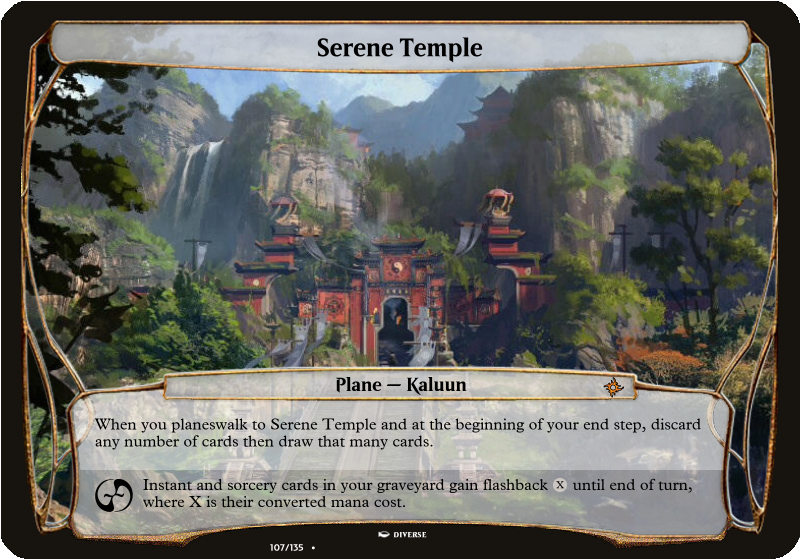 Serene Temple
Plane — Kaluun
When you planeswalk to Serene Temple and at the beginning of your end step, discard
any number of cards then draw that many cards.
Instant and sorcery cards in your graveyard gain flashback X until end of turn,
where X is their converted mana cost.
DIVERSE
107/135 •